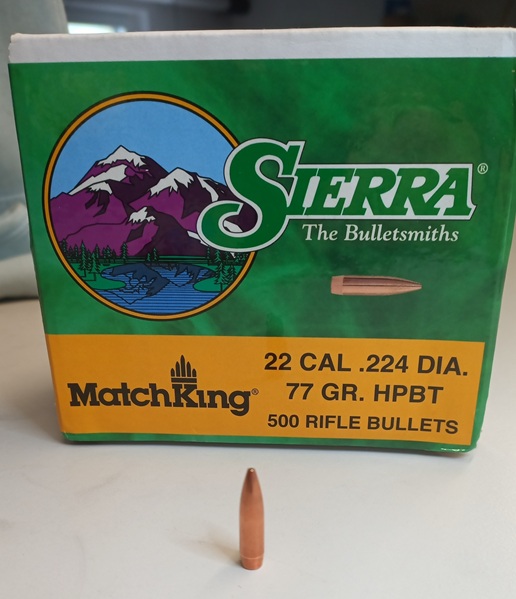 SIERRA®
The Bulletsmiths
MatchKing®
22 CAL .224 DIA.
77 GR. HPBT
500 RIFLE BULLETS